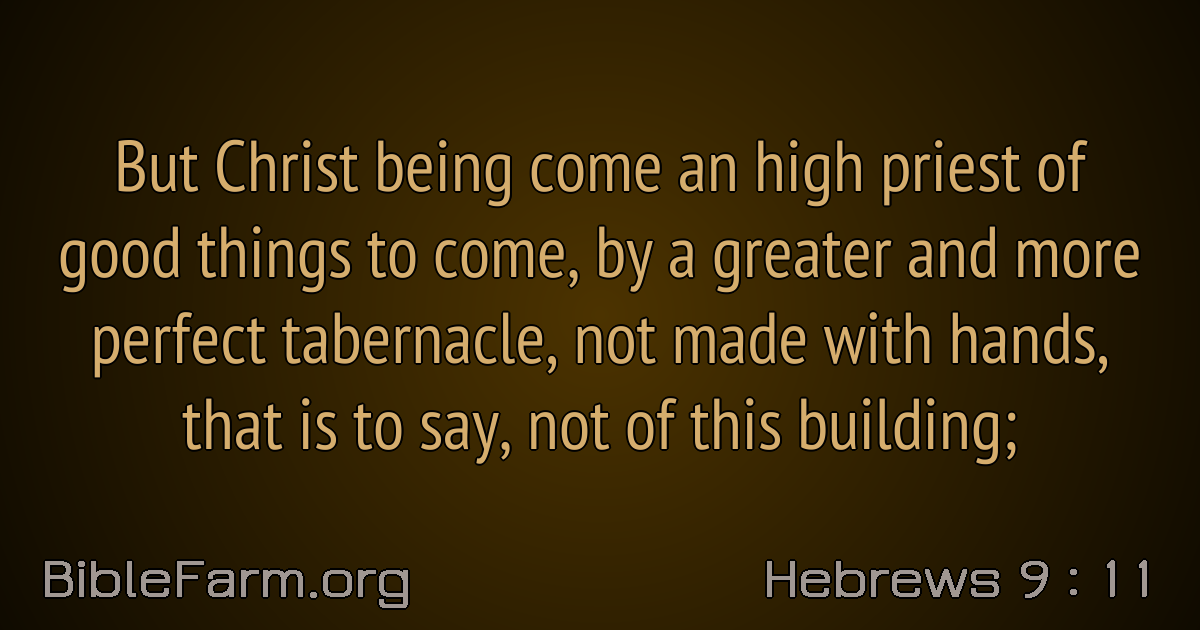 But Christ being come an high priest of
good things to come, by a greater and more
perfect tabernacle, not made with hands,
that is to say, not of this building;
BibleFarm.org
Hebrews 9 : 11